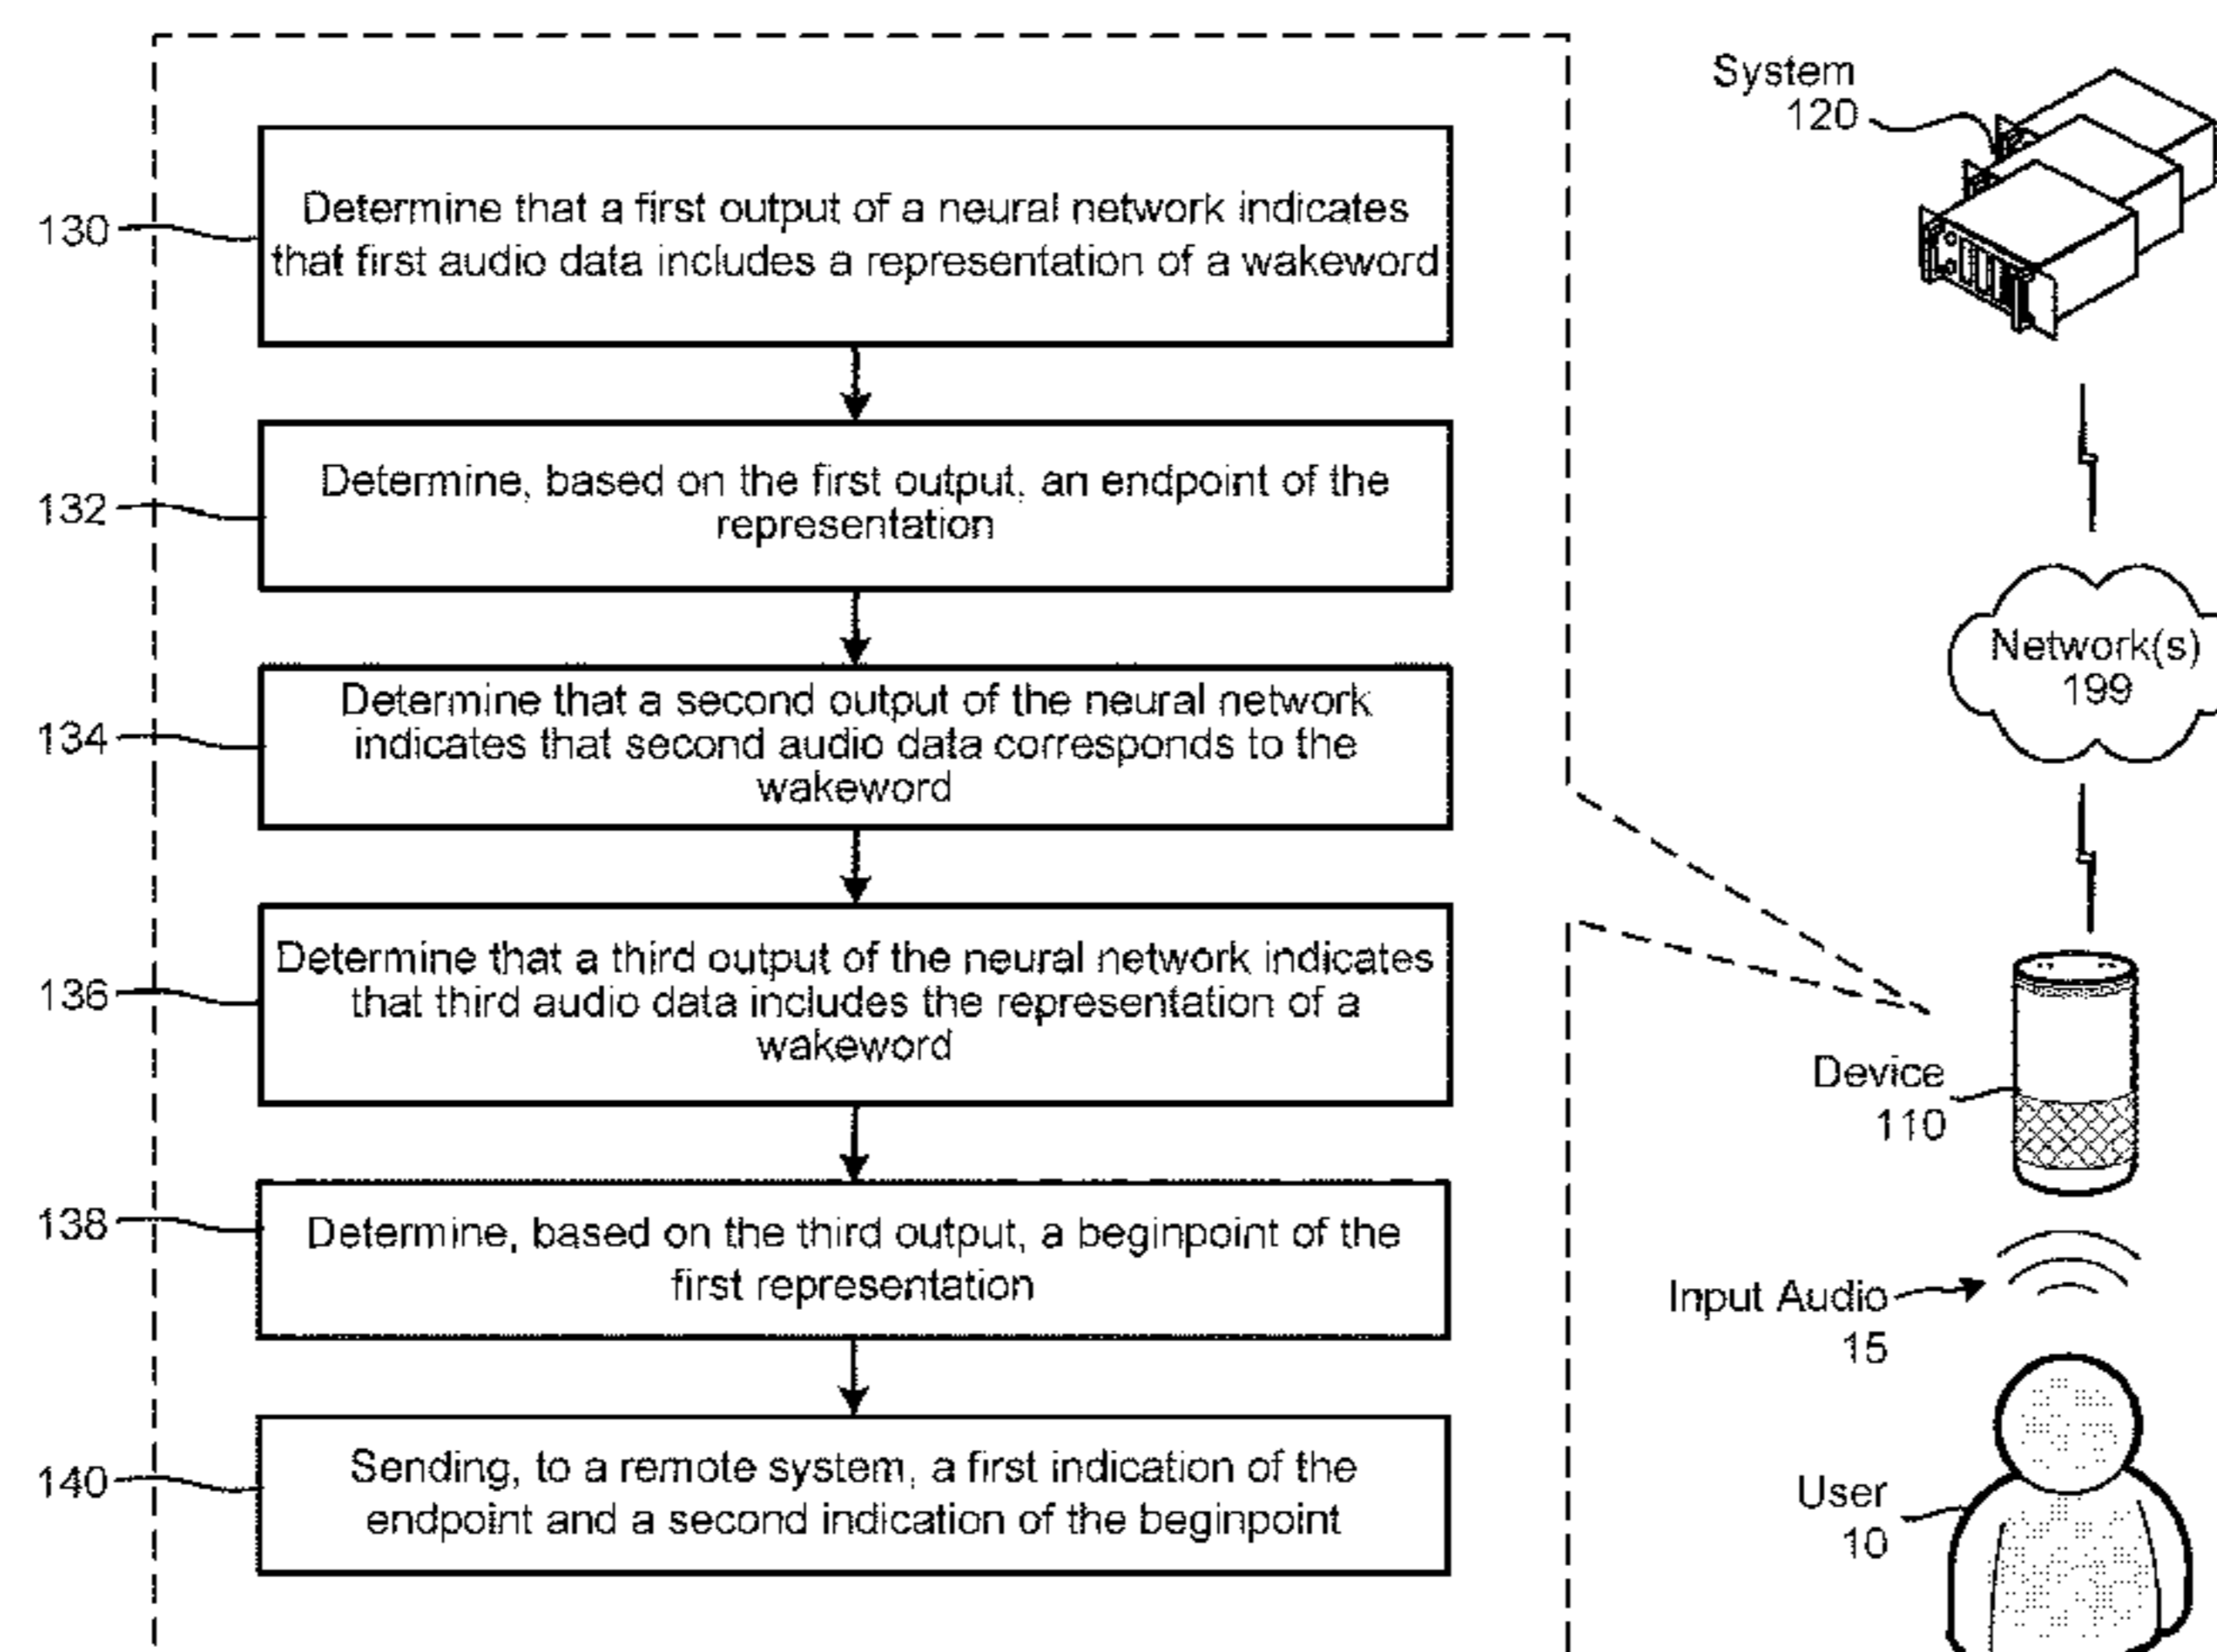 130
Determine that a first output of a neural network indicates
that first audio data includes a representation of a wakeword
132
Determine, based on the first output, an endpoint of the
representation
134
Determine that a second output of the neural network
indicates that second audio data corresponds to the
wakeword
136
Determine that a third output of the neural network indicates
that third audio data includes the representation of a
wakeword
138
Determine, based on the third output, a beginpoint of the
first representation
140
Sending, to a remote system, a first indication of the
endpoint and a second indication of the beginpoint
System
120
Network(s)
199
Device
110
Input Audio
15
User
10